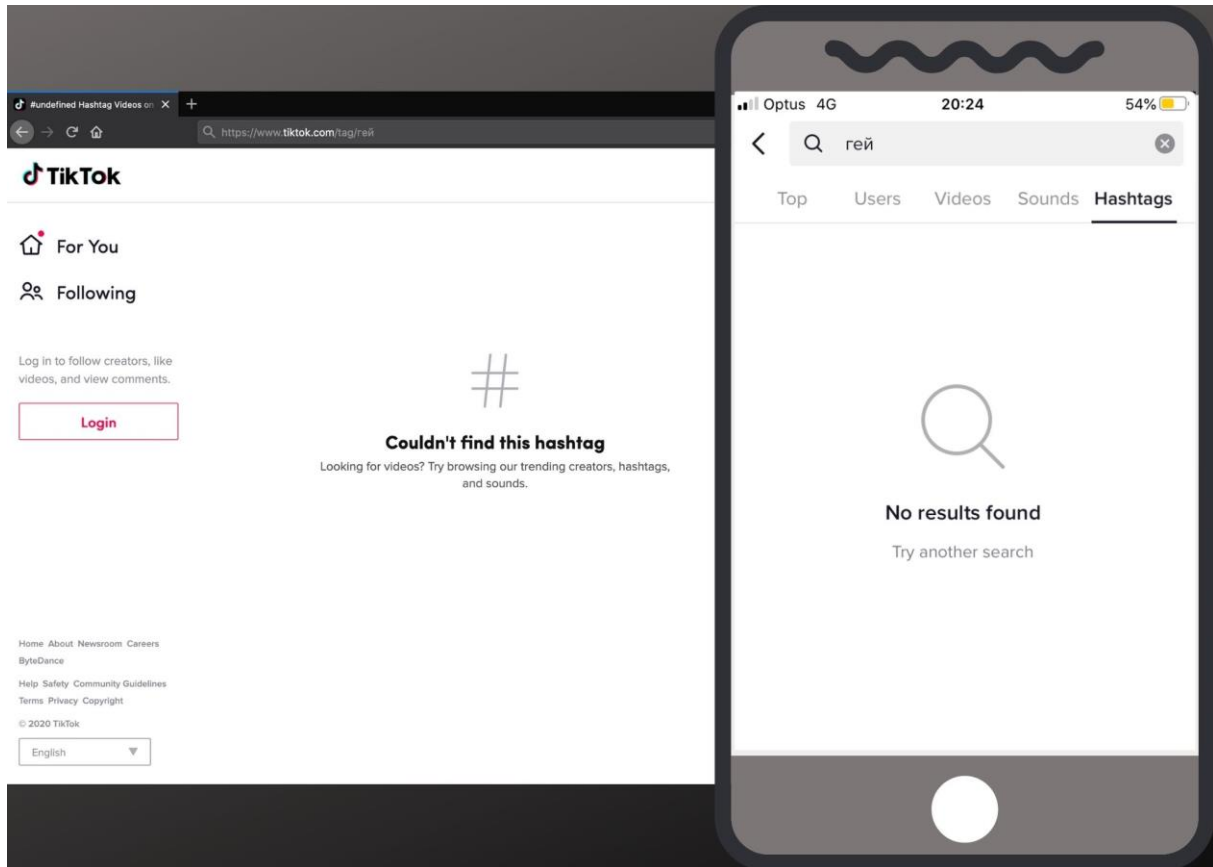 #undefined Hashtag Videos on
https://www.tiktok.com/tag/гей
TikTok
For You
Following
Log in to follow creators, like
videos, and view comments.
Login
Couldn't find this hashtag
Looking for videos? Try browsing our trending creators, hashtags,
and sounds.
Home About Newsroom Careers
ByteDance
Help Safety Community Guidelines
Terms Privacy Copyright
© 2020 TikTok
English
Optus 4G 20:24 54%
гей
Top Users Videos Sounds Hashtags
No results found
Try another search